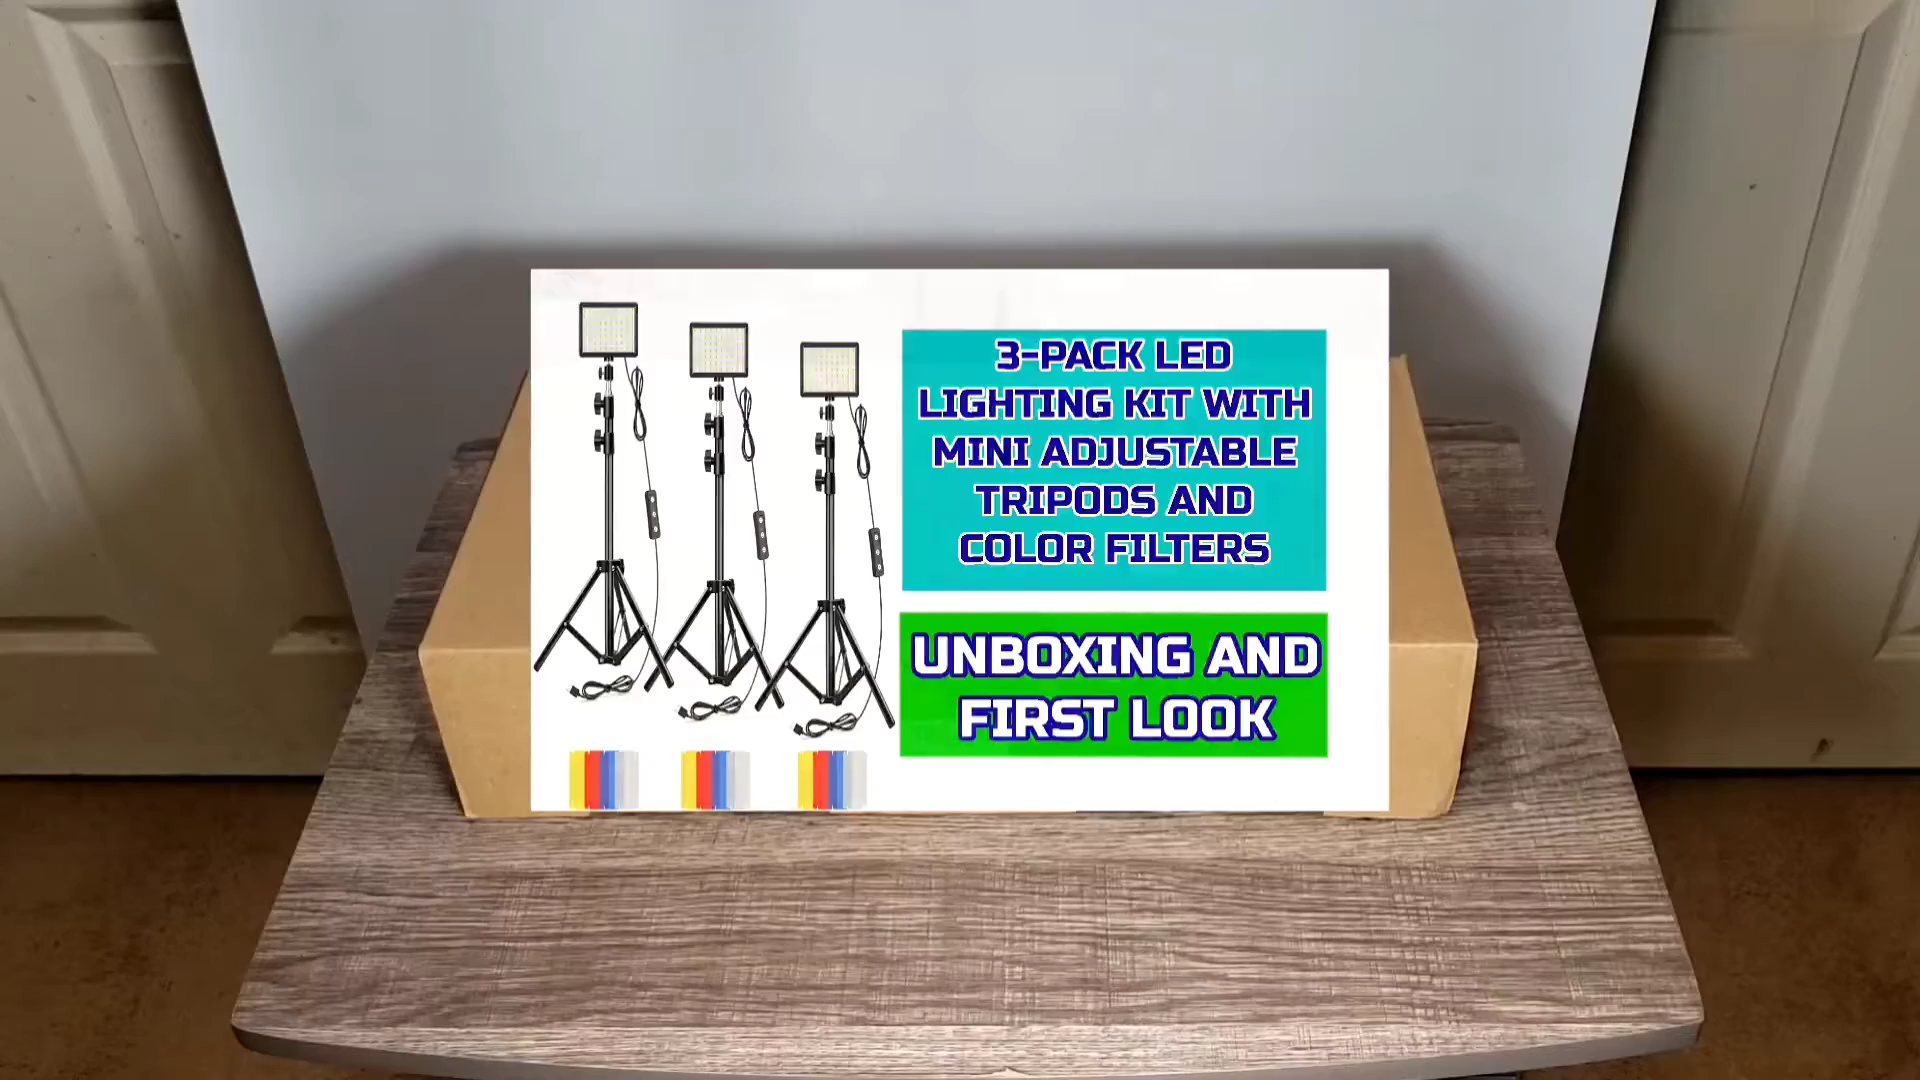 3-PACK LED
LIGHTING KIT WITH
MINI ADJUSTABLE
TRIPODS AND
COLOR FILTERS
UNBOXING AND
FIRST LOOK